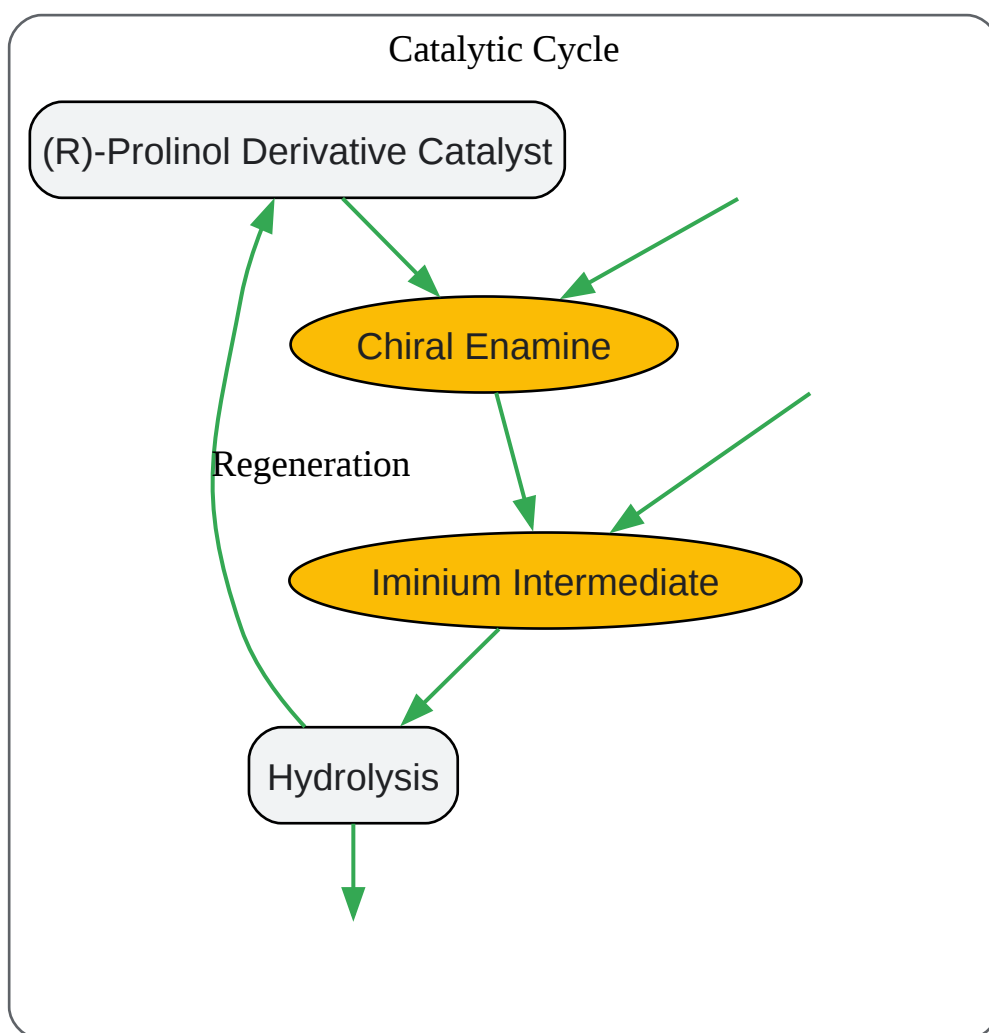 Catalytic Cycle
(R)-Prolinol Derivative Catalyst
Chiral Enamine
Regeneration
Iminium Intermediate
Hydrolysis